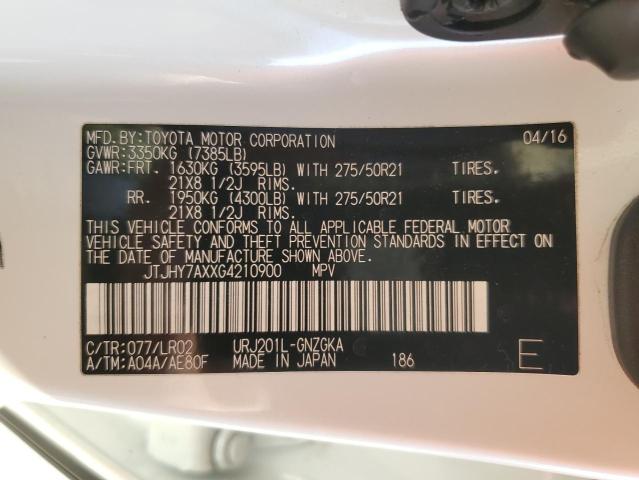 MFD.BY:TOYOTA MOTOR CORPORATION 04/16
GVWR:3350KG (7385LB)
GAWR:FRT. 1630KG (3595LB) WITH 275/50R21 TIRES.
21X8 1/2J RIMS.
RR. 1950KG (4300LB) WITH 275/50R21 TIRES.
21X8 1/2J RIMS.
THIS VEHICLE CONFORMS TO ALL APPLICABLE FEDERAL MOTOR
VEHICLE SAFETY AND THEFT PREVENTION STANDARDS IN EFFECT
ON THE DATE OF MANUFACTURE SHOWN ABOVE.
JTJHY7AXXG4210900 MPV
C/TR:077/LR02 URJ201L-GNZGKA
A/TM:A04A/AE80F MADE IN JAPAN 186 E